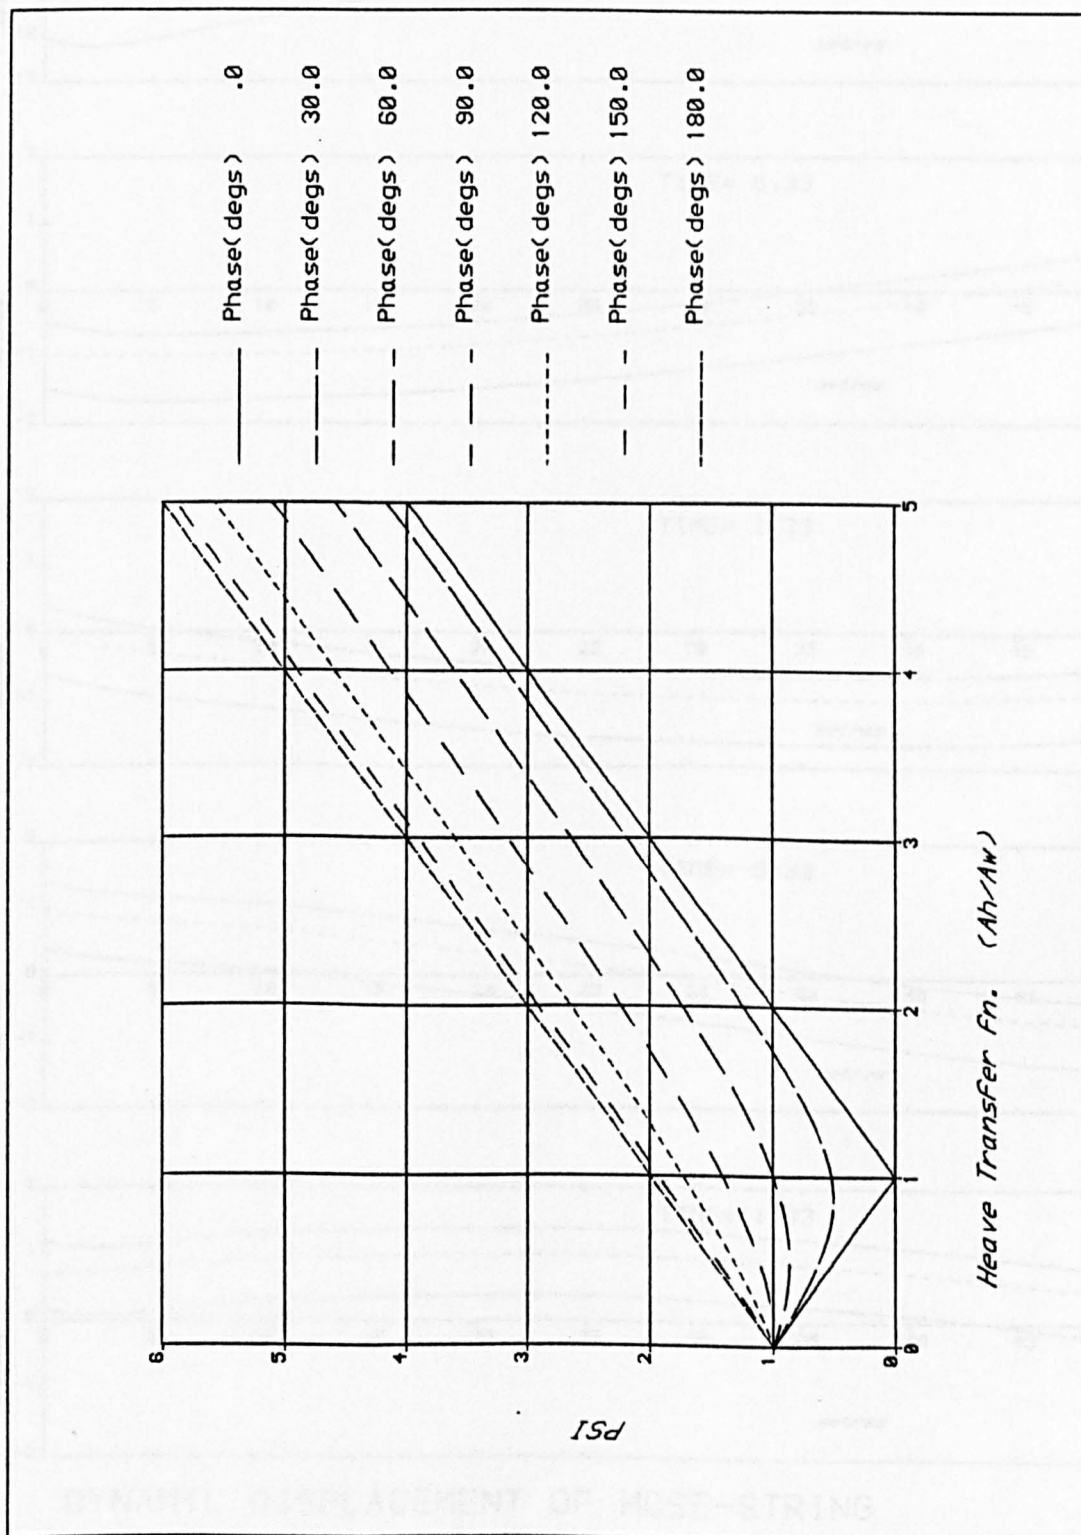 Phase(degs) .0
Phase(degs) 30.0
Phase(degs) 60.0
Phase(degs) 90.0
Phase(degs) 120.0
Phase(degs) 150.0
Phase(degs) 180.0
PSI
6
5
4
3
2
1
0
0 1 2 3 4 5
Heave Transfer Fn. (Ah/Aw)
DYNAMIC DISPLACEMENT OF HOSE-STRING